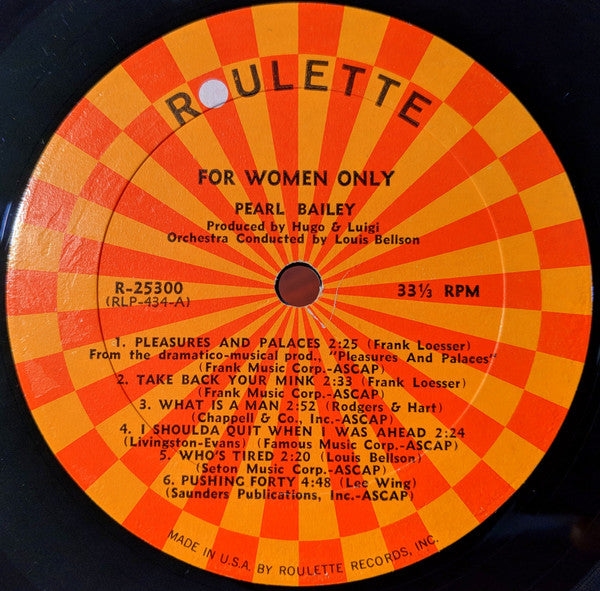 ROULETTE
FOR WOMEN ONLY
PEARL BAILEY
Produced by Hugo & Luigi
Orchestra Conducted by Louis Bellson
R-25300
(RLP-434-A)
33⅓ RPM
1. PLEASURES AND PALACES 2:25 (Frank Loesser)
From the dramatico-musical prod., "Pleasures And Palaces"
(Frank Music Corp.-ASCAP)
2. TAKE BACK YOUR MINK 2:33 (Frank Loesser)
(Frank Music Corp.-ASCAP)
3. WHAT IS A MAN 2:52 (Rodgers & Hart)
(Chappell & Co., Inc.-ASCAP)
4. I SHOULDA QUIT WHEN I WAS AHEAD 2:24
(Livingston-Evans) (Famous Music Corp.-ASCAP)
5. WHO'S TIRED 2:20 (Louis Bellson)
(Seton Music Corp.-ASCAP)
6. PUSHING FORTY 4:48 (Lee Wing)
(Saunders Publications, Inc.-ASCAP)
MADE IN U.S.A. BY ROULETTE RECORDS, INC.